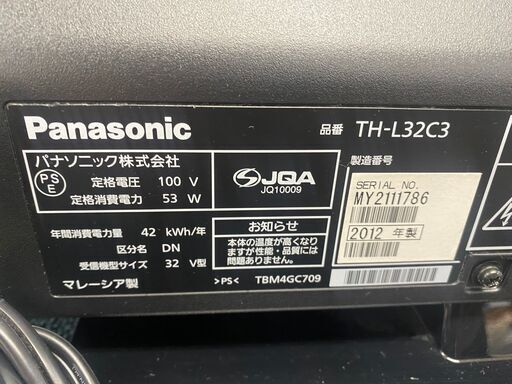 Panasonic
品番 TH-L32C3
パナソニック株式会社
PS
E
定格電圧 100 V
定格消費電力 53 W
JQA
JQ10009
製造番号
SERIAL NO.
MY2111786
2012 年製
年間消費電力量 42 kWh/年
区分名 DN
受信機型サイズ 32 V型
マレーシア製
お知らせ
本体の温度が高くなり
ますが性能・品質には
問題ありません。
>PS< TBM4GC709